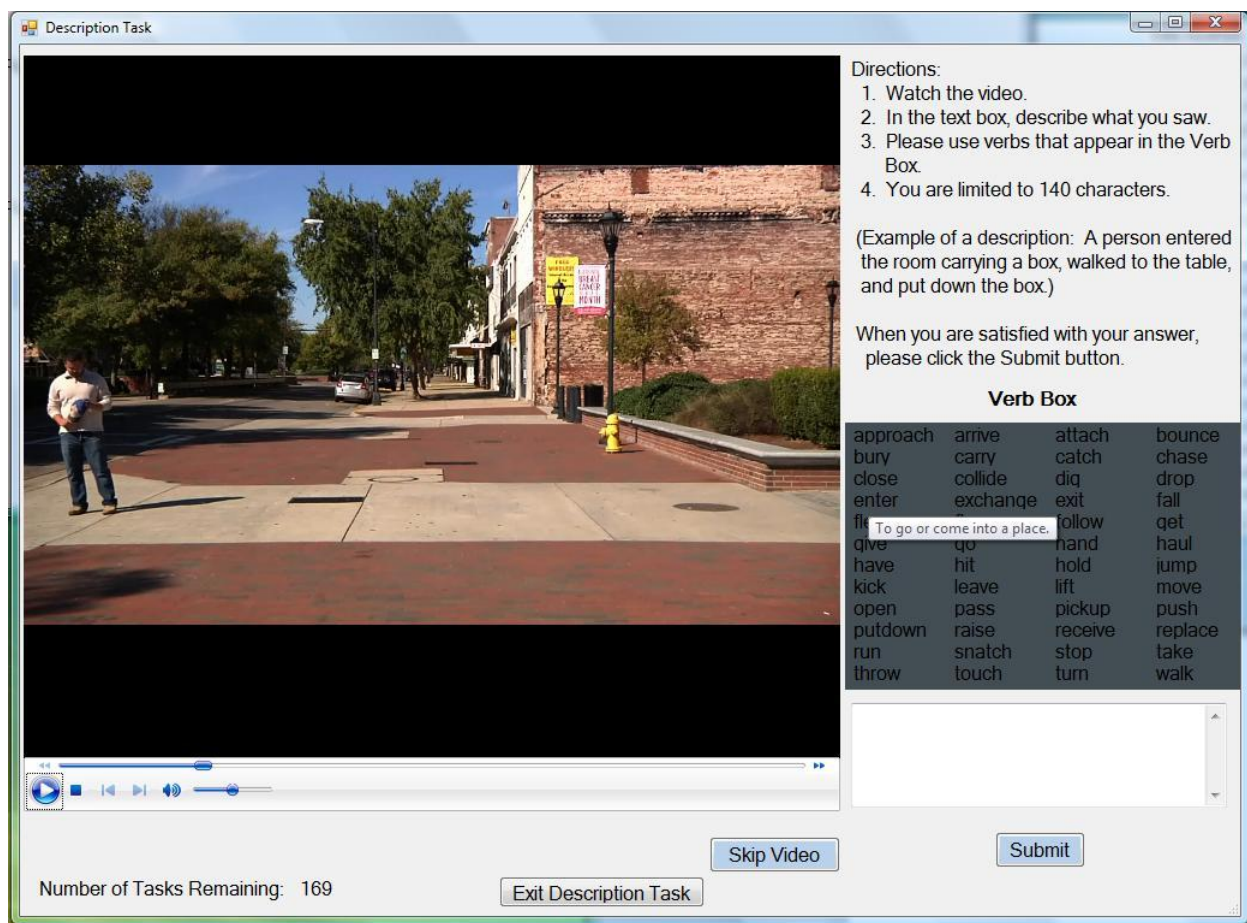 Description Task
Directions:
1. Watch the video.
2. In the text box, describe what you saw.
3. Please use verbs that appear in the Verb
Box.
4. You are limited to 140 characters.
(Example of a description: A person entered
the room carrying a box, walked to the table,
and put down the box.)
When you are satisfied with your answer,
please click the Submit button.
Verb Box
approach arrive attach bounce
bury carry catch chase
close collide dig drop
enter exchange exit fall
follow get
To go or come into a place.
give go hand haul
have hit hold jump
kick leave lift move
open pass pickup push
putdown raise receive replace
run snatch stop take
throw touch turn walk
FREE
BREAST
CANCER
MONTH
Skip Video
Submit
Number of Tasks Remaining: 169
Exit Description Task